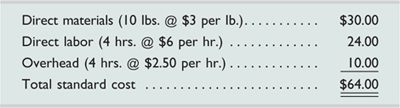 Direct materials (10 lbs. @ $3 per lb.)........... $30.00
Direct labor (4 hrs. @ $6 per hr.) .............. 24.00
Overhead (4 hrs. @ $2.50 per hr.) .............. 10.00
Total standard cost .......................... $64.00